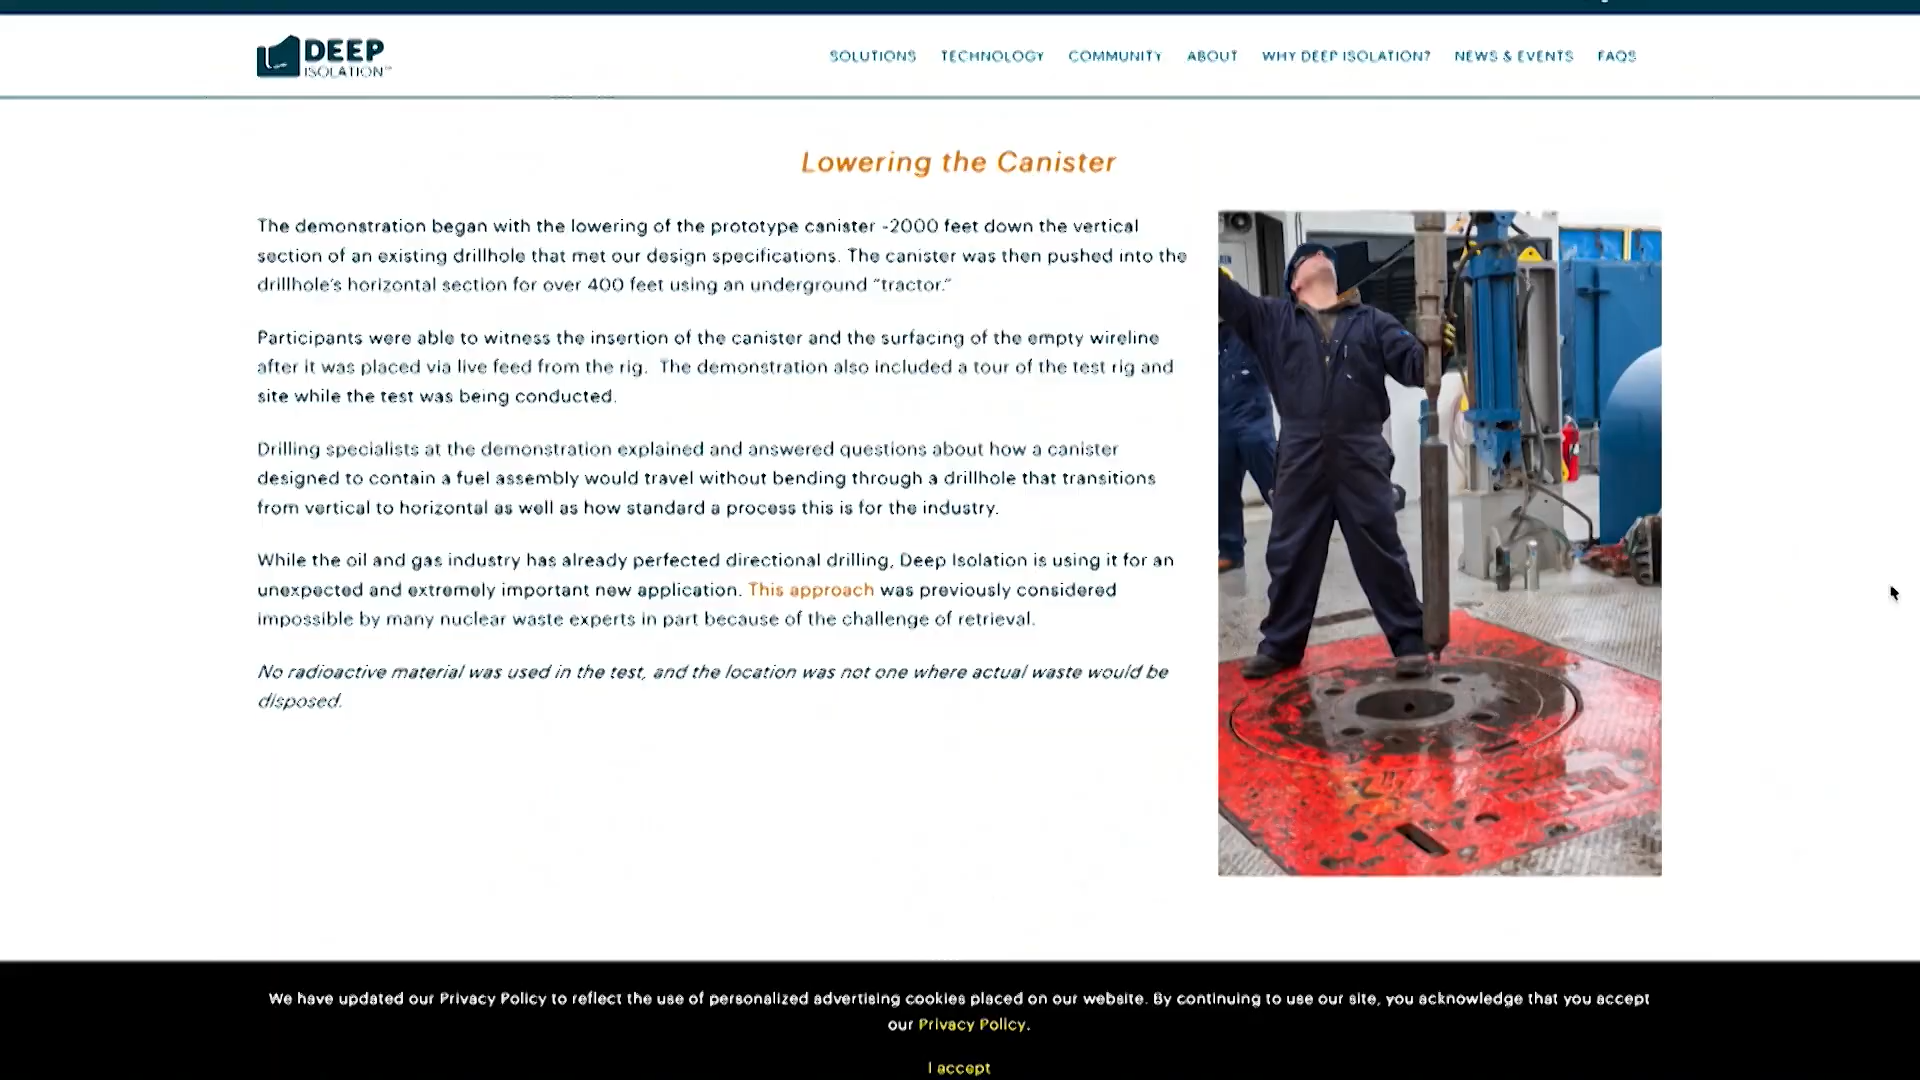 DEEP
ISOLATION™
SOLUTIONS TECHNOLOGY COMMUNITY ABOUT WHY DEEP ISOLATION? NEWS & EVENTS FAQS
Lowering the Canister
The demonstration began with the lowering of the prototype canister ~2000 feet down the vertical
section of an existing drillhole that met our design specifications. The canister was then pushed into the
drillhole's horizontal section for over 400 feet using an underground "tractor."
Participants were able to witness the insertion of the canister and the surfacing of the empty wireline
after it was placed via live feed from the rig. The demonstration also included a tour of the test rig and
site while the test was being conducted.
Drilling specialists at the demonstration explained and answered questions about how a canister
designed to contain a fuel assembly would travel without bending through a drillhole that transitions
from vertical to horizontal as well as how standard a process this is for the industry.
While the oil and gas industry has already perfected directional drilling, Deep Isolation is using it for an
unexpected and extremely important new application. This approach was previously considered
impossible by many nuclear waste experts in part because of the challenge of retrieval.
No radioactive material was used in the test, and the location was not one where actual waste would be
disposed.
We have updated our Privacy Policy to reflect the use of personalized advertising cookies placed on our website. By continuing to use our site, you acknowledge that you accept
our Privacy Policy.
I accept